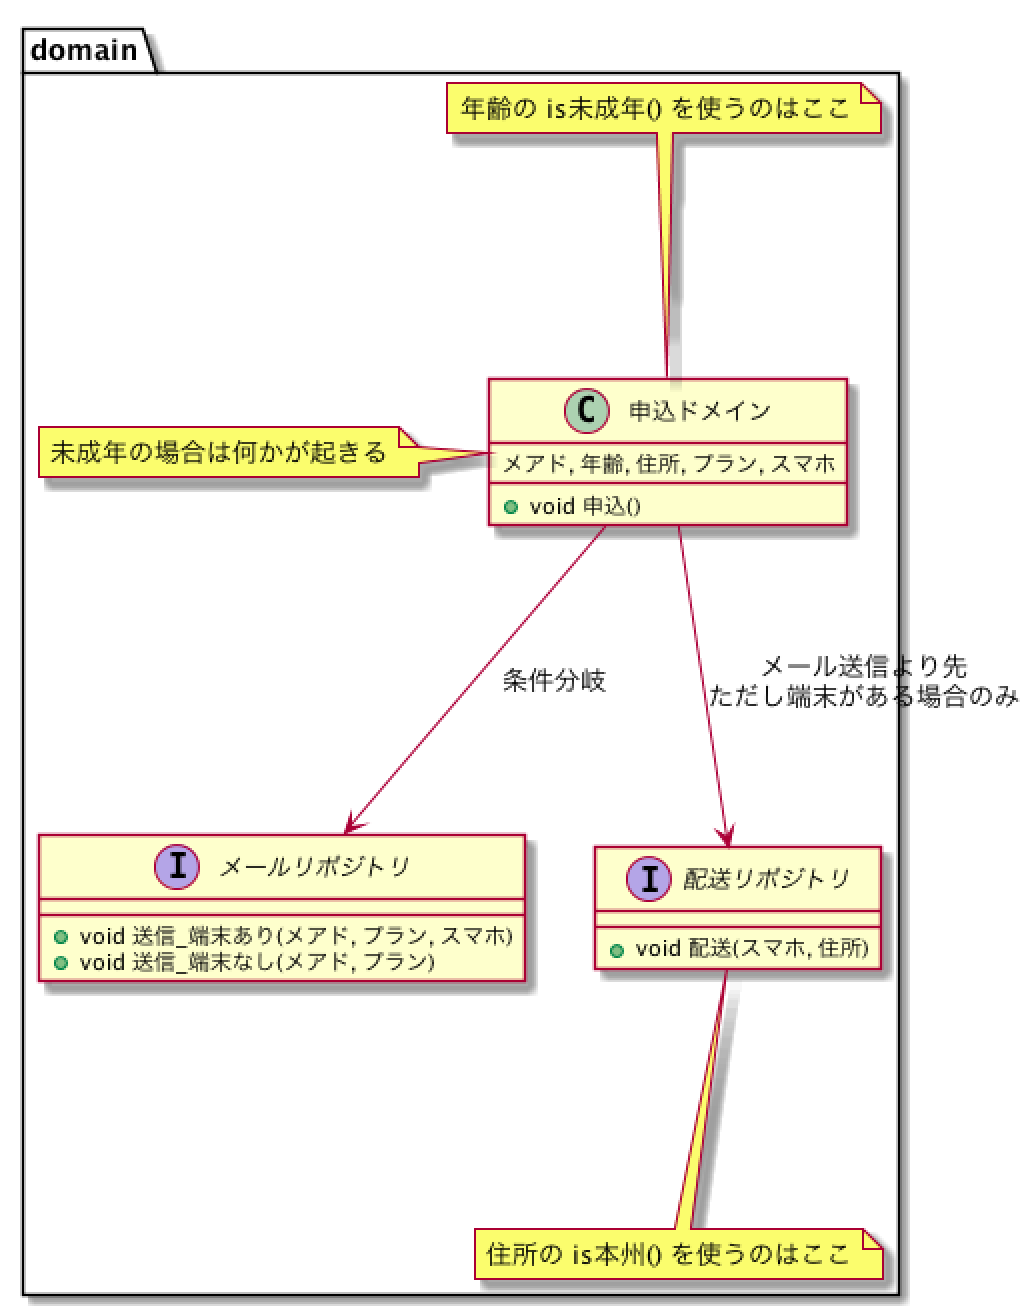 domain
年齢の is未成年() を使うのはここ
C 申込ドメイン
未成年の場合は何かが起きる
メアド, 年齢, 住所, プラン, スマホ
void 申込()
条件分岐
メール送信より先
ただし端末がある場合のみ
I メールリポジトリ
void 送信_端末あり(メアド, プラン, スマホ)
void 送信_端末なし(メアド, プラン)
I 配送リポジトリ
void 配送(スマホ, 住所)
住所の is本州() を使うのはここ